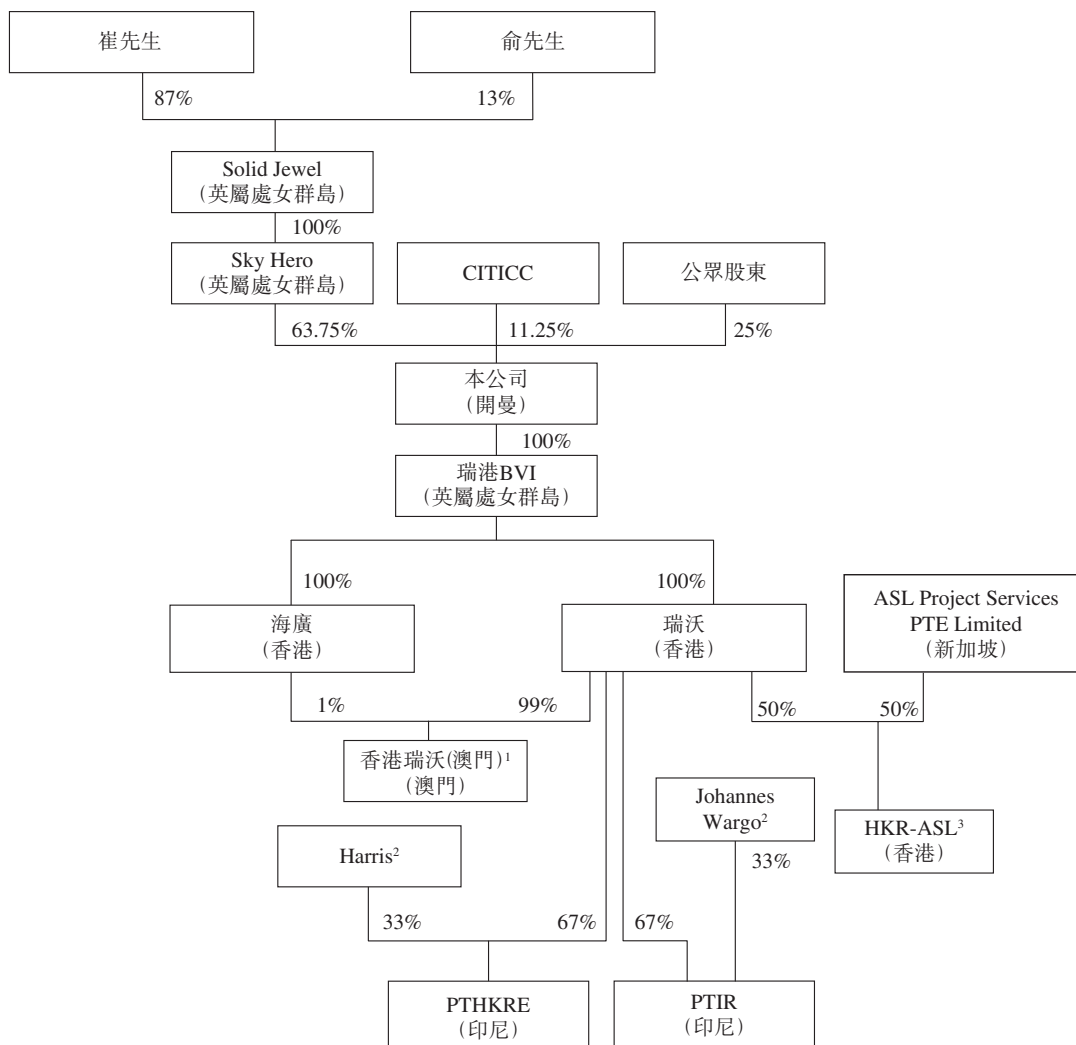 崔先生
俞先生
87%
13%
Solid Jewel
(英屬處女群島)
100%
Sky Hero
(英屬處女群島)
CITICC
公眾股東
63.75%
11.25%
25%
本公司
(開曼)
100%
瑞港BVI
(英屬處女群島)
100%
100%
海廣
(香港)
瑞沃
(香港)
ASL Project Services
PTE Limited
(新加坡)
1%
99%
50%
50%
香港瑞沃(澳門)¹
(澳門)
Johannes
Wargo²
HKR-ASL³
(香港)
Harris²
33%
33%
67%
67%
PTHKRE
(印尼)
PTIR
(印尼)